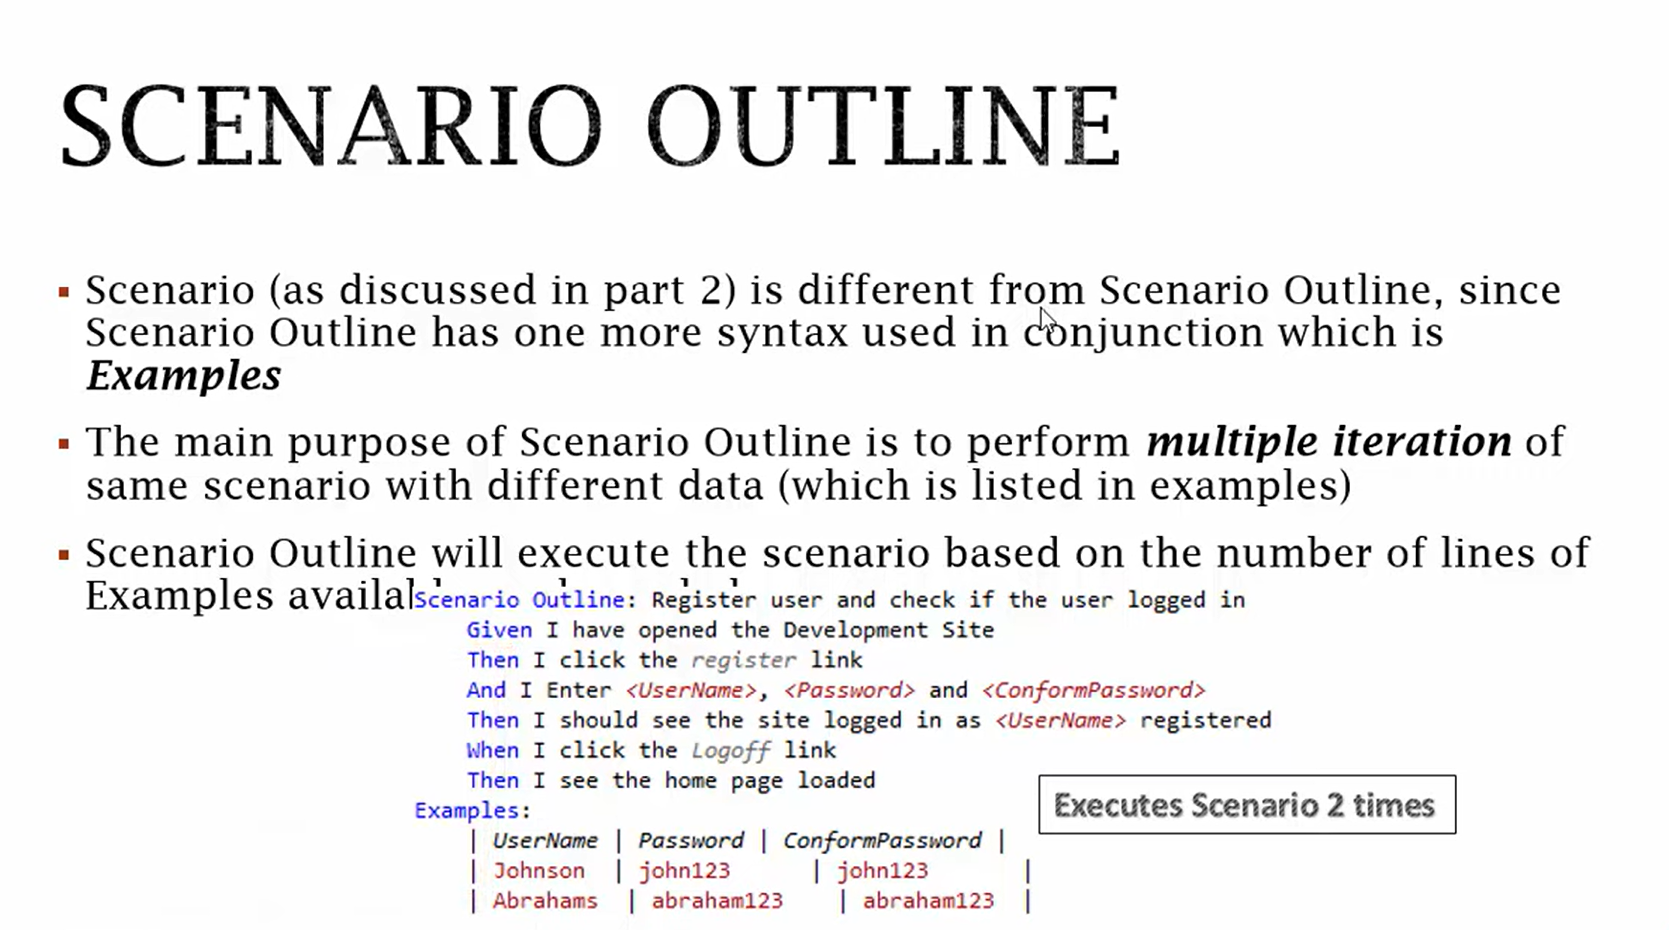 SCENARIO OUTLINE
▪ Scenario (as discussed in part 2) is different from Scenario Outline, since
Scenario Outline has one more syntax used in conjunction which is
Examples
▪ The main purpose of Scenario Outline is to perform multiple iteration of
same scenario with different data (which is listed in examples)
▪ Scenario Outline will execute the scenario based on the number of lines of
Examples
Scenario Outline: Register user and check if the user logged in
Given I have opened the Development Site
Then I click the register link
And I Enter <UserName>, <Password> and <ConformPassword>
Then I should see the site logged in as <UserName> registered
When I click the Logoff link
Then I see the home page loaded
Executes Scenario 2 times
Examples:
| UserName | Password | ConformPassword |
| Johnson | john123 | john123 |
| Abrahams | abraham123 | abraham123 |